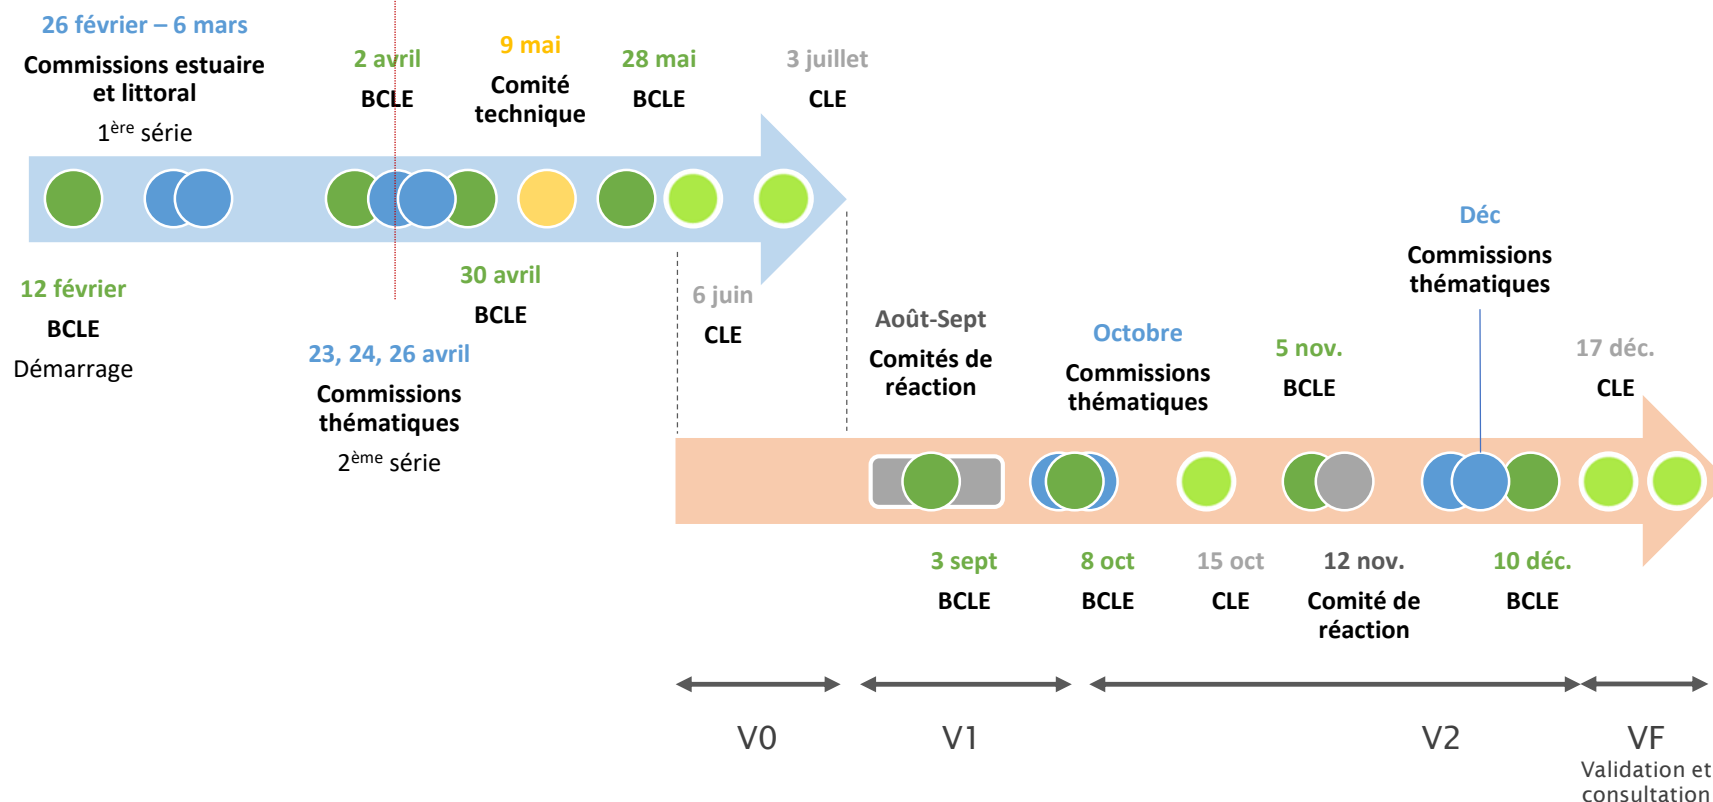 26 février – 6 mars
Commissions estuaire
et littoral
1ère série
2 avril
BCLE
9 mai
Comité
technique
28 mai
BCLE
3 juillet
CLE
12 février
BCLE
Démarrage
23, 24, 26 avril
Commissions
thématiques
2ème série
30 avril
BCLE
6 juin
CLE
Août-Sept
Comités de
réaction
Octobre
Commissions
thématiques
5 nov.
BCLE
Déc
Commissions
thématiques
17 déc.
CLE
3 sept
BCLE
8 oct
BCLE
15 oct
CLE
12 nov.
Comité de
réaction
10 déc.
BCLE
V0
V1
V2
VF
Validation et
consultation